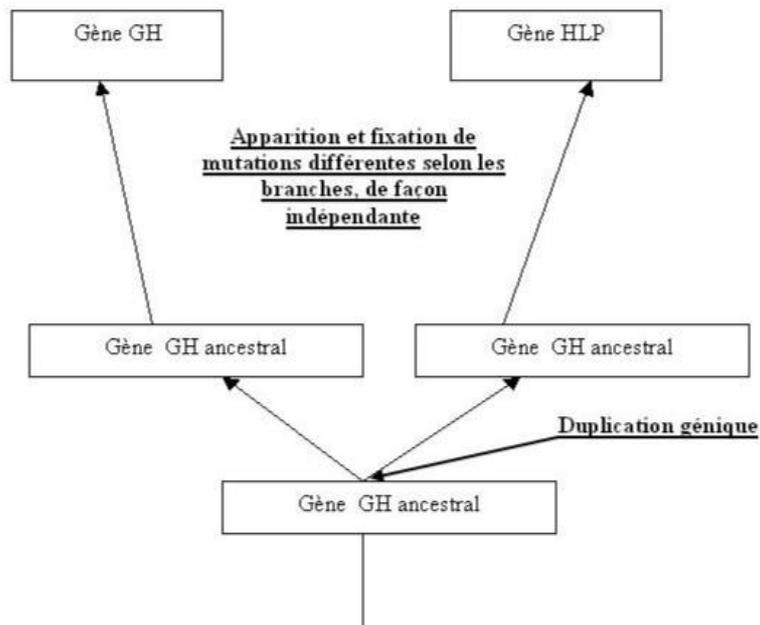 Gène GH
Gène HLP
Apparition et fixation de
mutations différentes selon les
branches, de façon
indépendante
Gène GH ancestral
Gène GH ancestral
Duplication génique
Gène GH ancestral